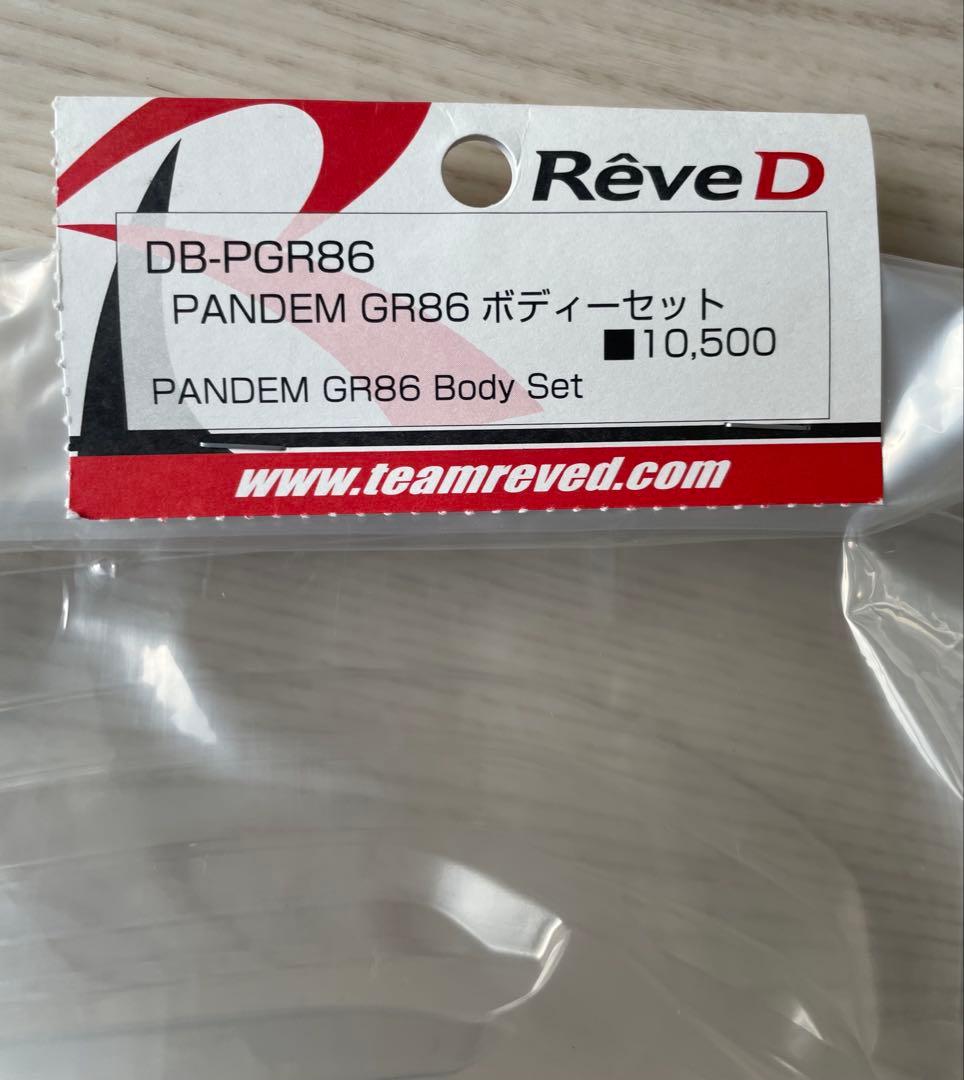 Rêve D
DB-PGR86
PANDEM GR86 ボディーセット
■10,500
PANDEM GR86 Body Set
www.teamreved.com